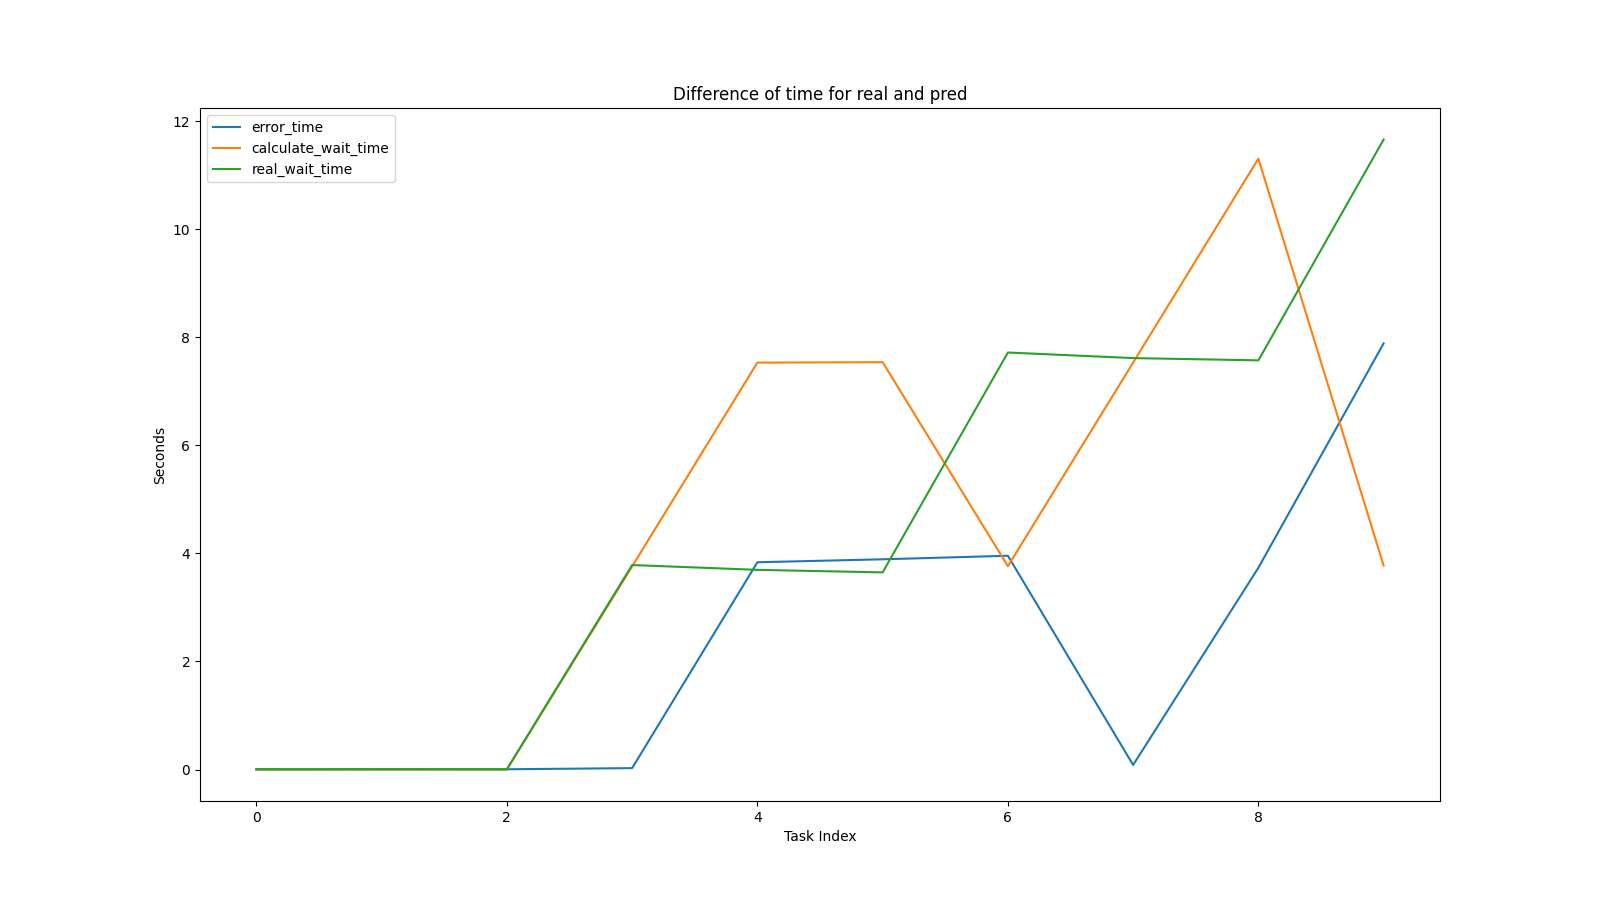 Difference of time for real and pred
error_time
calculate_wait_time
real_wait_time
12
10
8
6
4
2
0
Seconds
0 2 4 6 8
Task Index